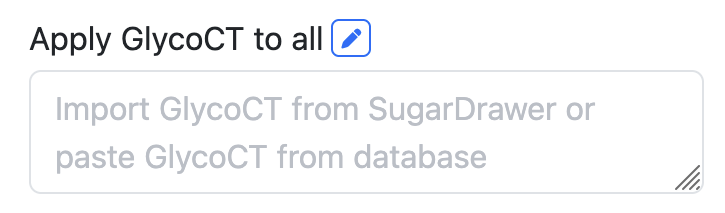 Apply GlycoCT to all
Import GlycoCT from SugarDrawer or
paste GlycoCT from database